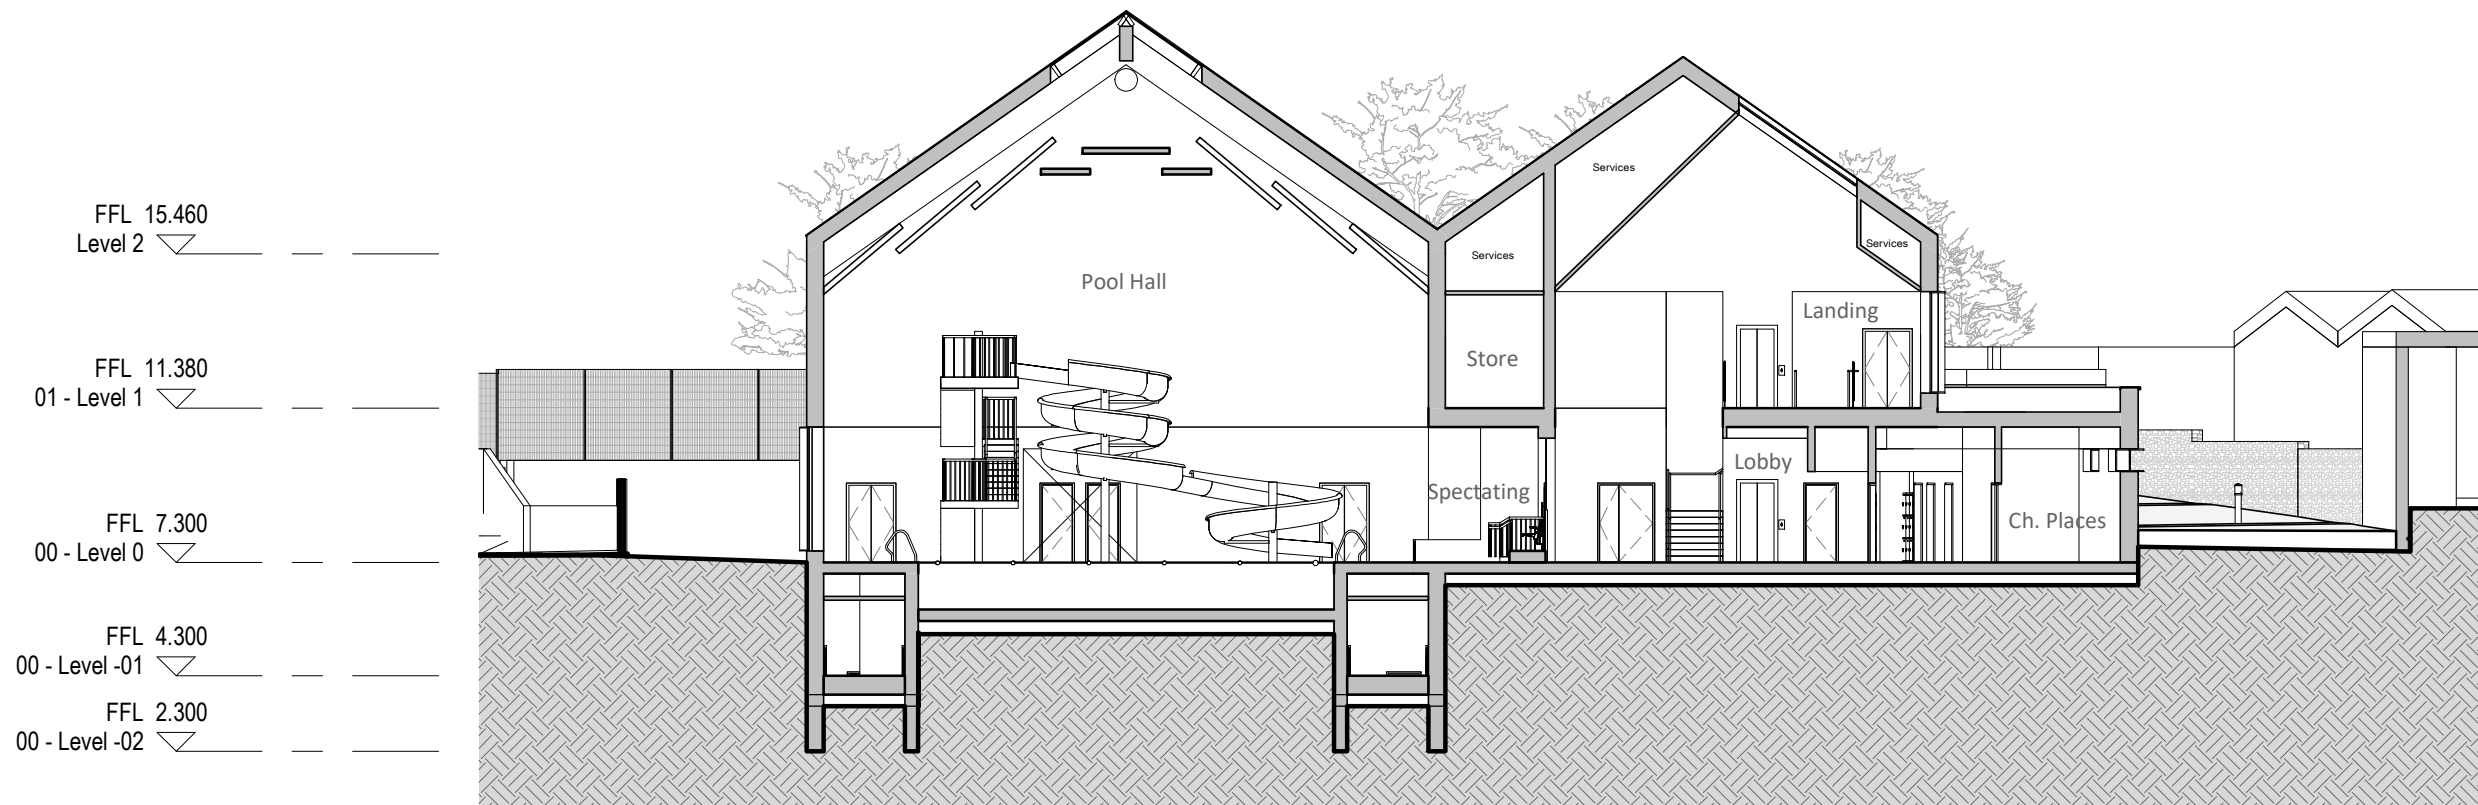 FFL 15.460
Level 2
FFL 11.380
01 - Level 1
FFL 7.300
00 - Level 0
FFL 4.300
00 - Level -01
FFL 2.300
00 - Level -02
Services
Services
Services
Pool Hall
Landing
Store
Lobby
Spectating
Ch. Places